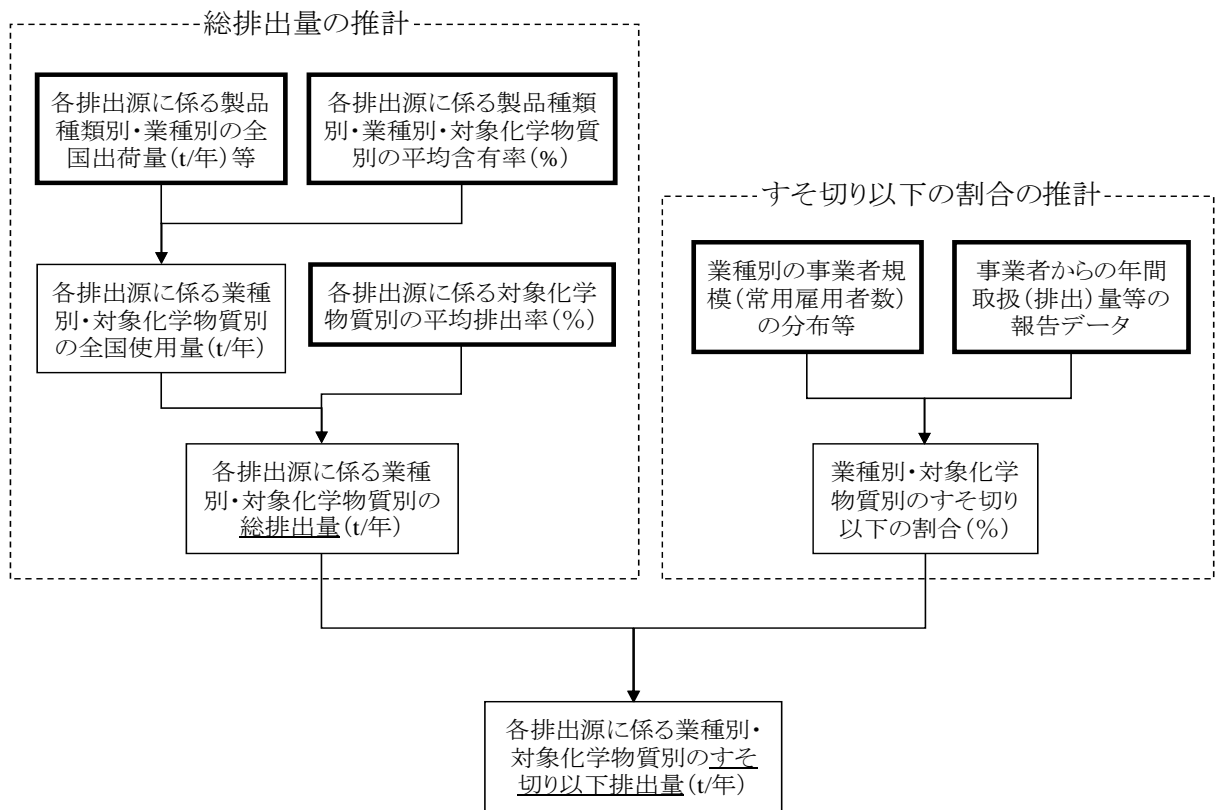 総排出量の推計
各排出源に係る製品
種類別・業種別の全
国出荷量(t/年)等
各排出源に係る製品種類
別・業種別・対象化学物質
別の平均含有率(%)
各排出源に係る業種
別・対象化学物質別
の全国使用量(t/年)
各排出源に係る対象化学
物質別の平均排出率(%)
各排出源に係る業種
別・対象化学物質別の
総排出量(t/年)
すそ切り以下の割合の推計
業種別の事業者規
模(常用雇用者数)
の分布等
事業者からの年間
取扱(排出)量等の
報告データ
業種別・対象化学
物質別のすそ切り
以下の割合(%)
各排出源に係る業種別・
対象化学物質別のすそ
切り以下排出量(t/年)